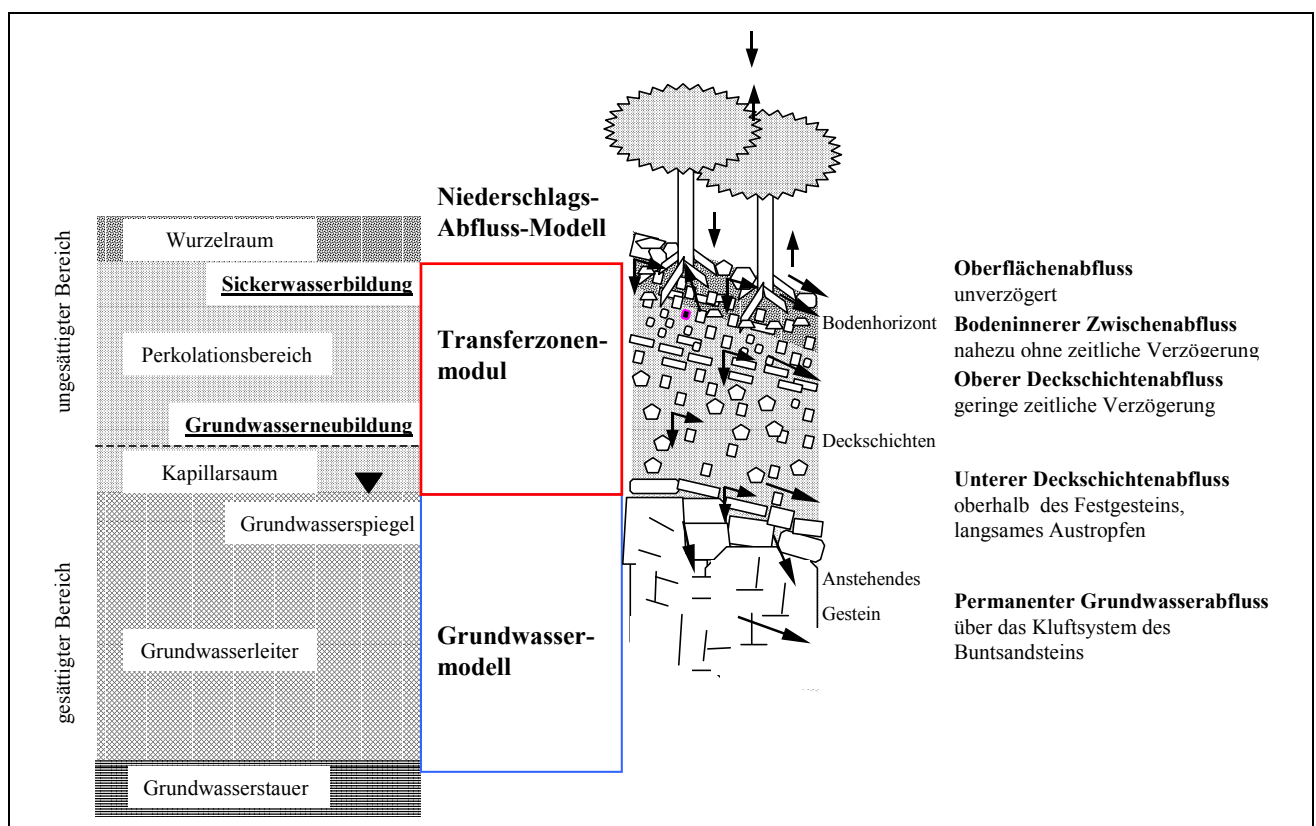 ungesättigter Bereich
gesättigter Bereich
Wurzelraum
Sickerwasserbildung
Perkolationsbereich
Grundwasserneubildung
Kapillarsaum
Grundwasserspiegel
Grundwasserleiter
Grundwasserstauer
Niederschlags-
Abfluss-Modell
Transferzonen-
modul
Grundwasser-
modell
Bodenhorizont
Deckschichten
Anstehendes
Gestein
Oberflächenabfluss
unverzögert
Bodeninnerer Zwischenabfluss
nahezu ohne zeitliche Verzögerung
Oberer Deckschichtenabfluss
geringe zeitliche Verzögerung
Unterer Deckschichtenabfluss
oberhalb des Festgesteins,
langsames Austropfen
Permanenter Grundwasserabfluss
über das Kluftsystem des
Buntsandsteins